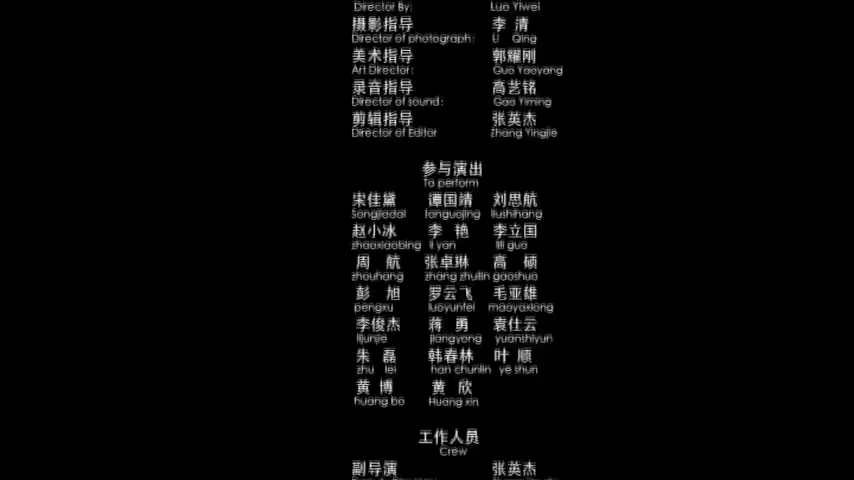 Director By: Luo Yiwei
摄影指导 李 清
Director of photograph: Li Qing
美术指导 郭耀刚
Art Director: Guo Yaogang
录音指导 高艺铭
Director of sound: Gao Yiming
剪辑指导 张英杰
Director of Editor Zhang Yingjie
参与演出
To perform
宋佳黛 谭国靖 刘思航
Songjiadai tanguojing liushihang
赵小冰 李 艳 李立国
zhaoxiaobing li yan liti guo
周 航 张卓琳 高 硕
zhouhang zhang zhuilin gaoshuo
彭 旭 罗云飞 毛亚雄
pengxu luoyunfei maoyaxiong
李俊杰 蒋 勇 袁仕云
lijunjie jiangyong yuanshiyun
朱 磊 韩春林 叶 顺
zhu lei han chunlin ye shun
黄 博 黄 欣
huang bo Huang xin
工作人员
Crew
副导演 张英杰